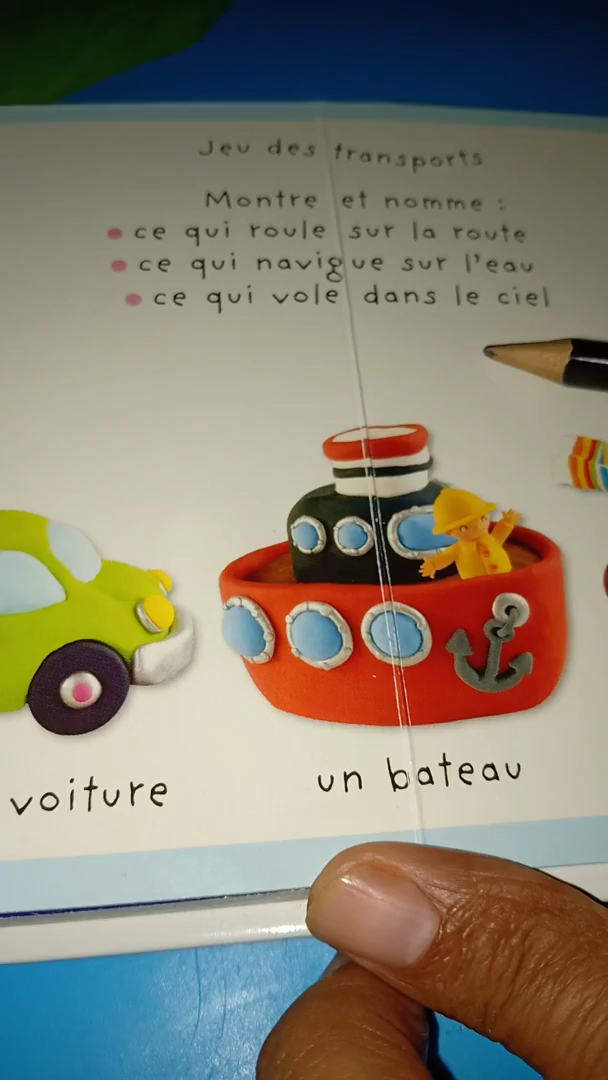 Jeu des transports
Montre et nomme :
ce qui roule sur la route
ce qui navigue sur l'eau
ce qui vole dans le ciel
voiture
un bateau